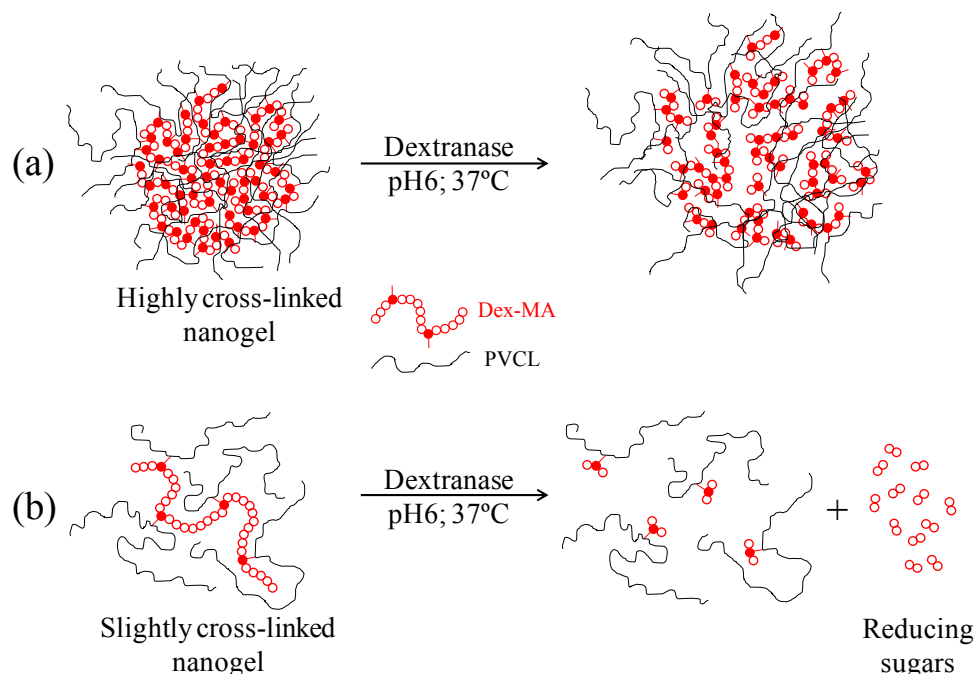 (a)
Dextranase
pH6; 37ºC
Highly cross-linked
nanogel
Dex-MA
PVCL
(b)
Dextranase
pH6; 37ºC
+
Slightly cross-linked
nanogel
Reducing
sugars